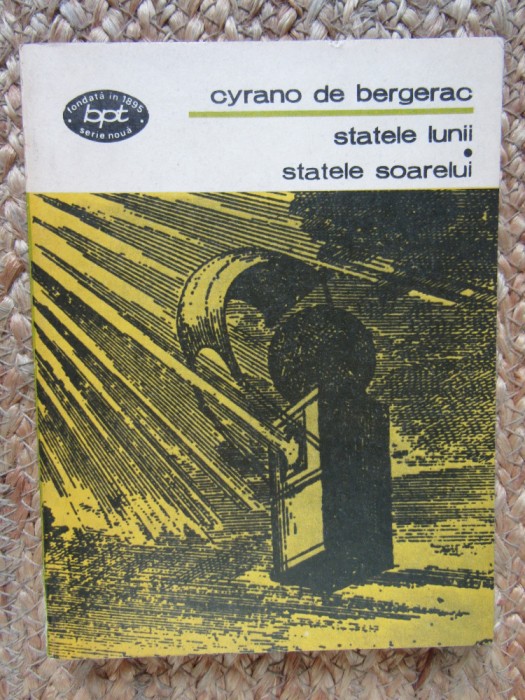 fondată în 1895
bpt
serie nouă
cyrano de bergerac
statele lunii
•
statele soarelui